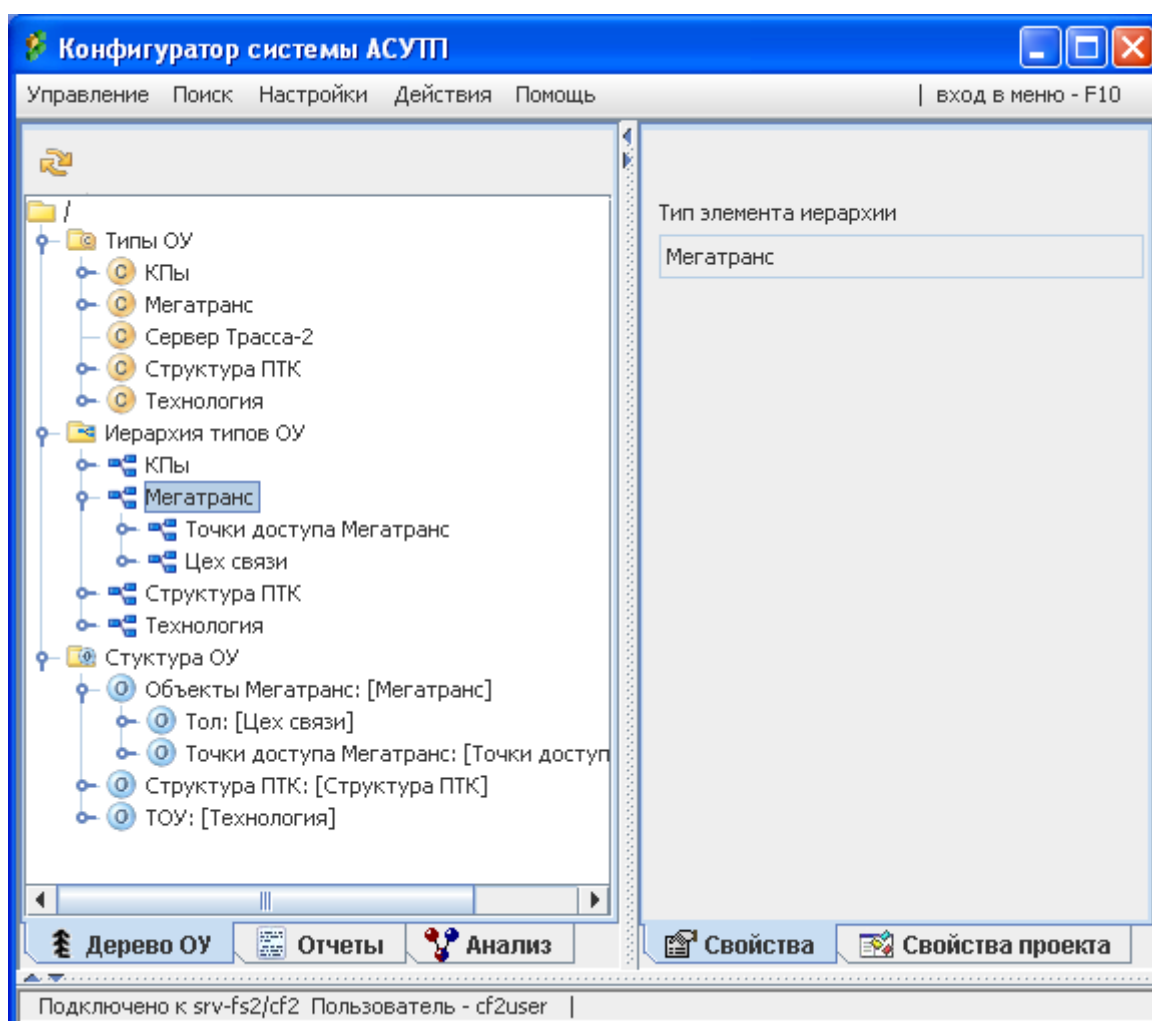 Конфигуратор системы АСУТП
Управление Поиск Настройки Действия Помощь | вход в меню - F10
/
Типы ОУ
КПы
Мегатранс
Сервер Трасса-2
Структура ПТК
Технология
Иерархия типов ОУ
КПы
Мегатранс
Точки доступа Мегатранс
Цех связи
Структура ПТК
Технология
Стуктура ОУ
Объекты Мегатранс: [Мегатранс]
Тол: [Цех связи]
Точки доступа Мегатранс: [Точки доступ
Структура ПТК: [Структура ПТК]
ТОУ: [Технология]
Дерево ОУ Отчеты Анализ
Тип элемента иерархии
Мегатранс
Свойства Свойства проекта
Подключено к srv-fs2/cf2 Пользователь - cf2user |